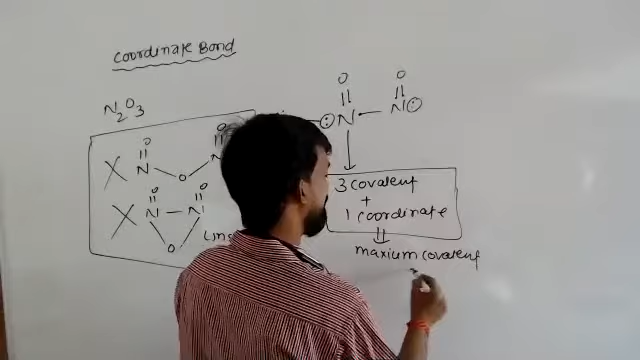 Coordinate Bond
N2O3
O
O
N
N
3 covalent
+
1 coordinate
maxium covalent
O
N
O
N
O
N
O
N
O
O